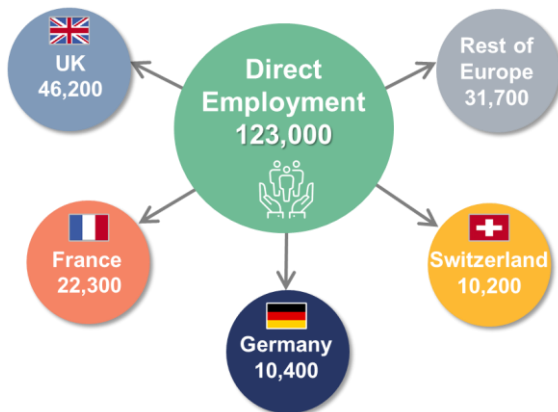 UK
46,200
Direct
Employment
123,000
Rest of
Europe
31,700
France
22,300
Switzerland
10,200
Germany
10,400